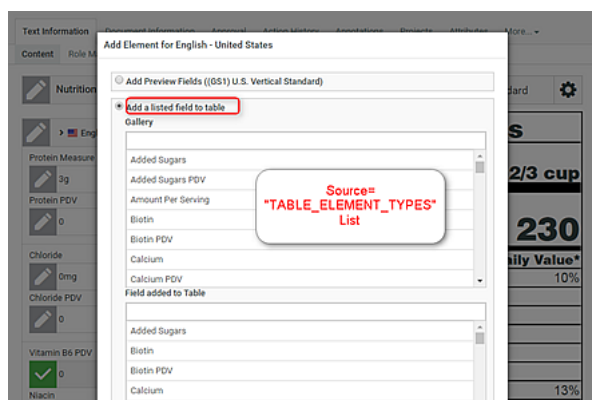 Text Information Document Information Approval Action History Annotations Projects Attributes More...
Add Element for English - United States
Content Role M
Add Preview Fields ((GS1) U.S. Vertical Standard)
Nutrition
dard
Add a listed field to table
Gallery
> Eng
S
Protein Measure
Added Sugars
3g
Added Sugars PDV
2/3 cup
Protein PDV
Amount Per Serving
Source=
"TABLE_ELEMENT_TYPES"
List
0
Biotin
230
Biotin PDV
Chloride
Calcium
aily Value*
0mg
Calcium PDV
10%
Chloride PDV
Field added to Table
0
Added Sugars
Vitamin B6 PDV
Biotin
0
Biotin PDV
Niacin
Calcium
13%